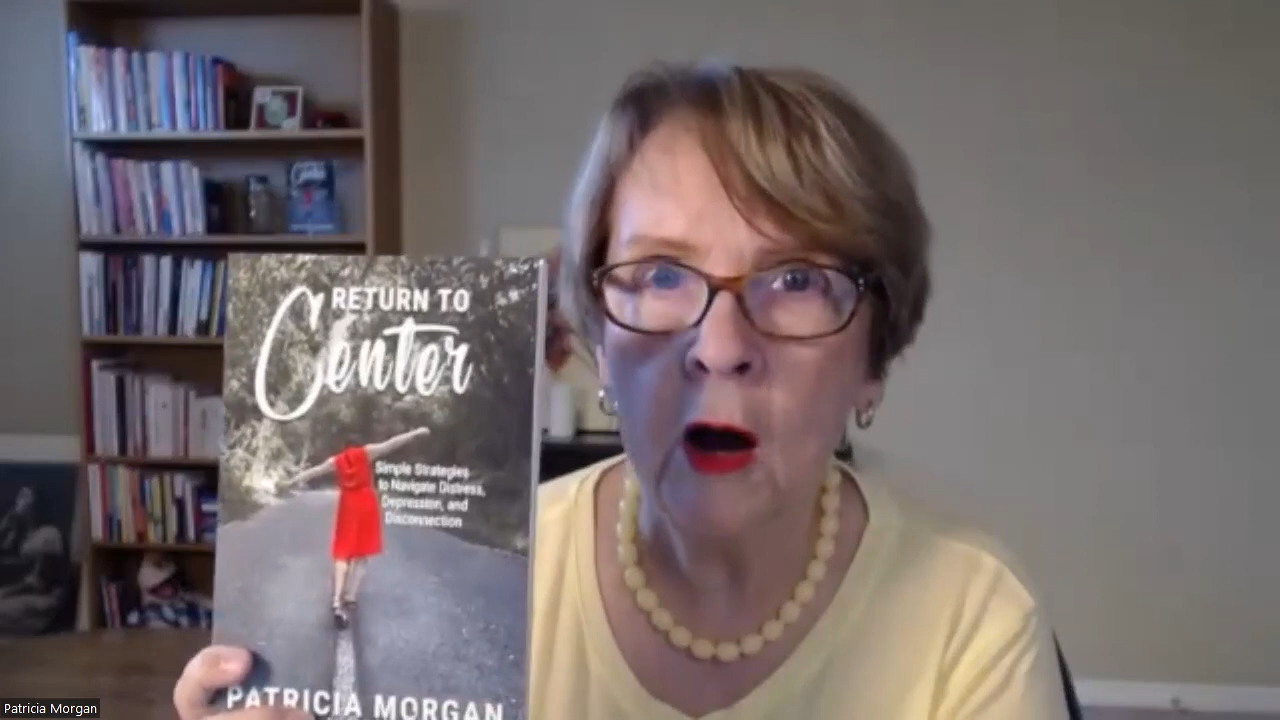 RETURN TO
Center
Simple Strategies
to Navigate Distress,
Depression, and
Disconnection
PATRICIA MORGAN
Patricia Morgan